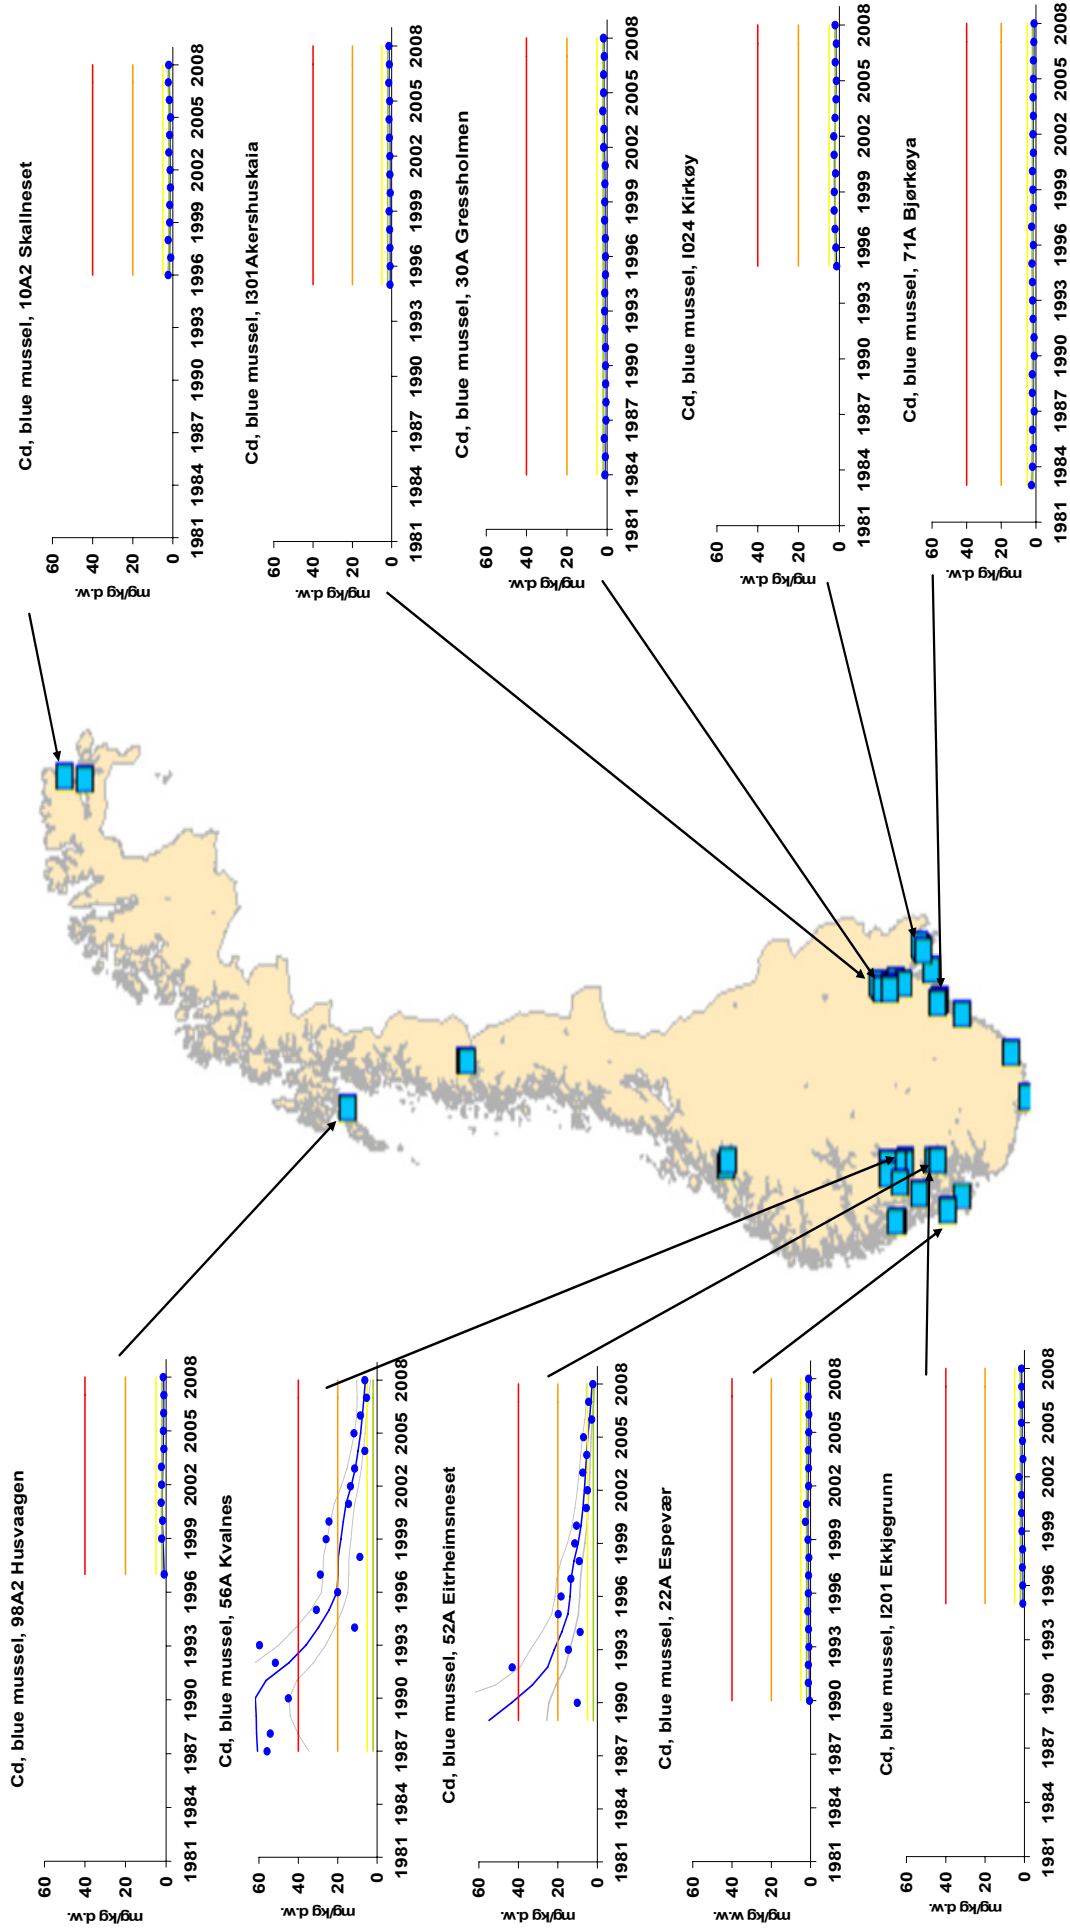 Cd, blue mussel, 98A2 Husvaagen
mg/kg d.w.
60
40
20
0
1981 1984 1987 1990 1993 1996 1999 2002 2005 2008
Cd, blue mussel, 56A Kvalnes
mg/kg d.w.
60
40
20
0
1981 1984 1987 1990 1993 1996 1999 2002 2005 2008
Cd, blue mussel, 52A Eitrheimsneset
mg/kg d.w.
60
40
20
0
1981 1984 1987 1990 1993 1996 1999 2002 2005 2008
Cd, blue mussel, 22A Espevær
mg/kg w.w.
60
40
20
0
1981 1984 1987 1990 1993 1996 1999 2002 2005 2008
Cd, blue mussel, I201 Ekkjegrunn
mg/kg d.w.
60
40
20
0
1981 1984 1987 1990 1993 1996 1999 2002 2005 2008
Cd, blue mussel, 10A2 Skallneset
mg/kg d.w.
60
40
20
0
1981 1984 1987 1990 1993 1996 1999 2002 2005 2008
Cd, blue mussel, I301Akershuskaia
mg/kg d.w.
60
40
20
0
1981 1984 1987 1990 1993 1996 1999 2002 2005 2008
Cd, blue mussel, 30A Gressholmen
mg/kg d.w.
60
40
20
0
1981 1984 1987 1990 1993 1996 1999 2002 2005 2008
Cd, blue mussel, I024 Kirkøy
mg/kg d.w.
60
40
20
0
1981 1984 1987 1990 1993 1996 1999 2002 2005 2008
Cd, blue mussel, 71A Bjørkøya
mg/kg d.w.
60
40
20
0
1981 1984 1987 1990 1993 1996 1999 2002 2005 2008